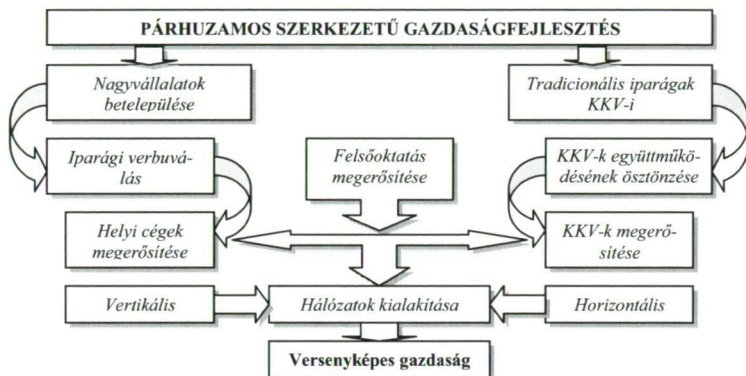 PÁRHUZAMOS SZERKEZETŰ GAZDASÁGFEJLESZTÉS
Nagyvállalatok
betelepülése
Tradicionális iparágak
KKV-i
Iparági verbuvá-
lás
Felsőoktatás
megerősítése
KKV-k együttműkö-
désének ösztönzése
Helyi cégek
megerősítése
KKV-k megerő-
sítése
Vertikális
Hálózatok kialakítása
Horizontális
Versenyképes gazdaság